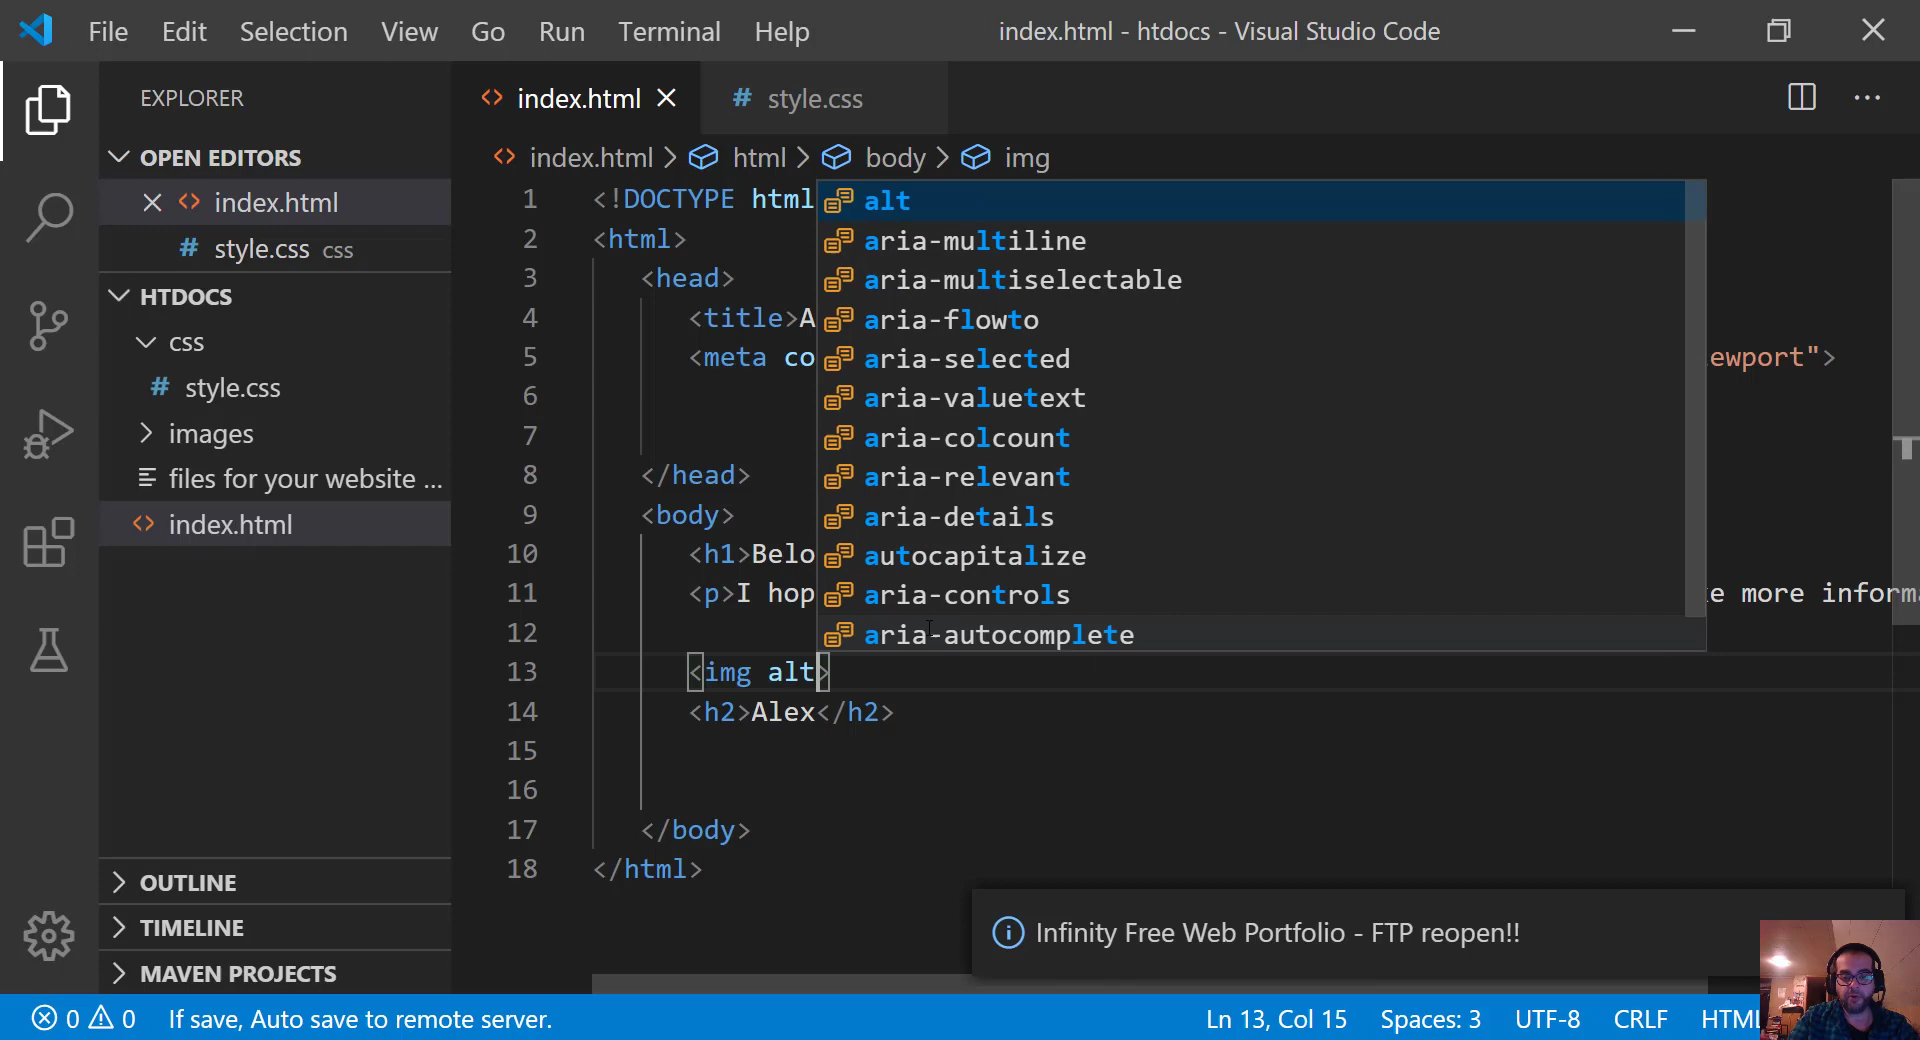 File Edit Selection View Go Run Terminal Help index.html - htdocs - Visual Studio Code
EXPLORER
OPEN EDITORS
index.html
style.css css
HTDOCS
css
style.css
images
files for your website ...
index.html
OUTLINE
TIMELINE
MAVEN PROJECTS
index.html # style.css
index.html > html > body > img
1 <!DOCTYPE html
2 <html>
3 <head>
4 <title>A
5 <meta co ewport">
6
7
8 </head>
9 <body>
10 <h1>Belo
11 <p>I hop e more informa
12
13 <img alt>
14 <h2>Alex</h2>
15
16
17 </body>
18 </html>
alt
aria-multiline
aria-multiselectable
aria-flowto
aria-selected
aria-valuetext
aria-colcount
aria-relevant
aria-details
autocapitalize
aria-controls
aria-autocomplete
Infinity Free Web Portfolio - FTP reopen!!
0 0 If save, Auto save to remote server. Ln 13, Col 15 Spaces: 3 UTF-8 CRLF HTML